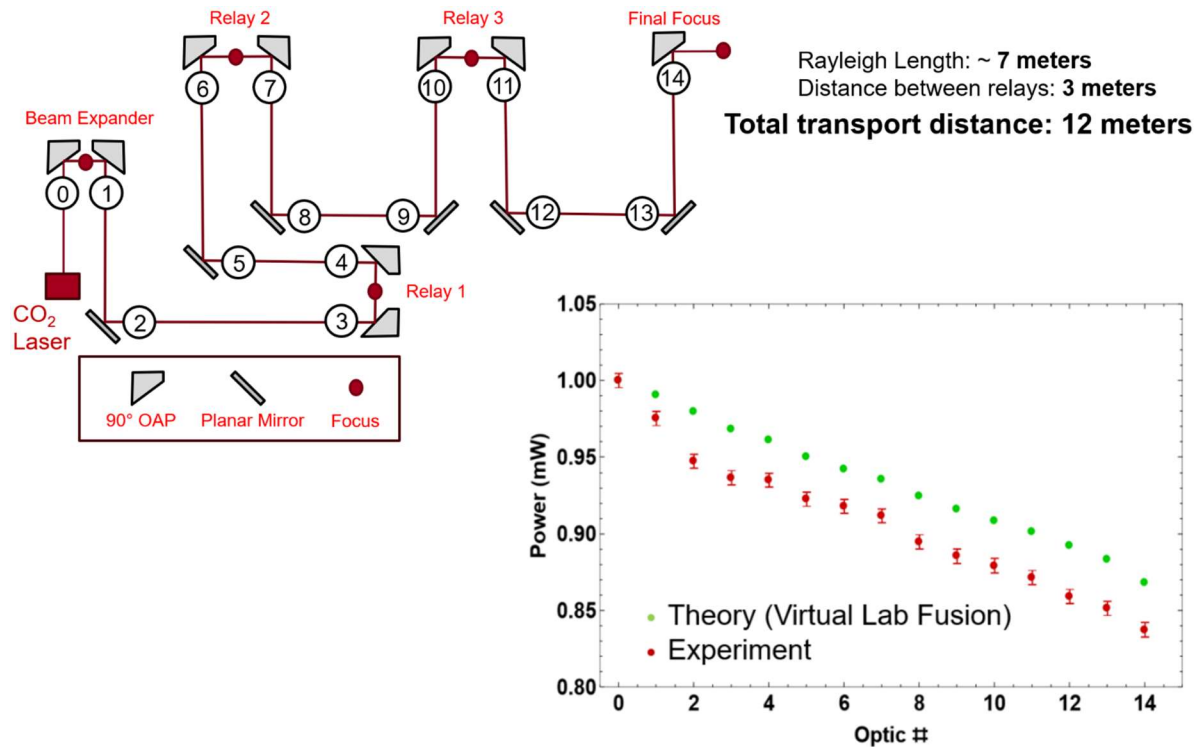 Relay 2
Relay 3
Final Focus
Rayleigh Length: ~ 7 meters
Distance between relays: 3 meters
Total transport distance: 12 meters
6
7
10
11
14
Beam Expander
0
1
8
9
12
13
5
4
Relay 1
2
3
CO₂
Laser
90° OAP
Planar Mirror
Focus
1.05
1.00
0.95
0.90
0.85
0.80
Power (mW)
Theory (Virtual Lab Fusion)
Experiment
0
2
4
6
8
10
12
14
Optic #